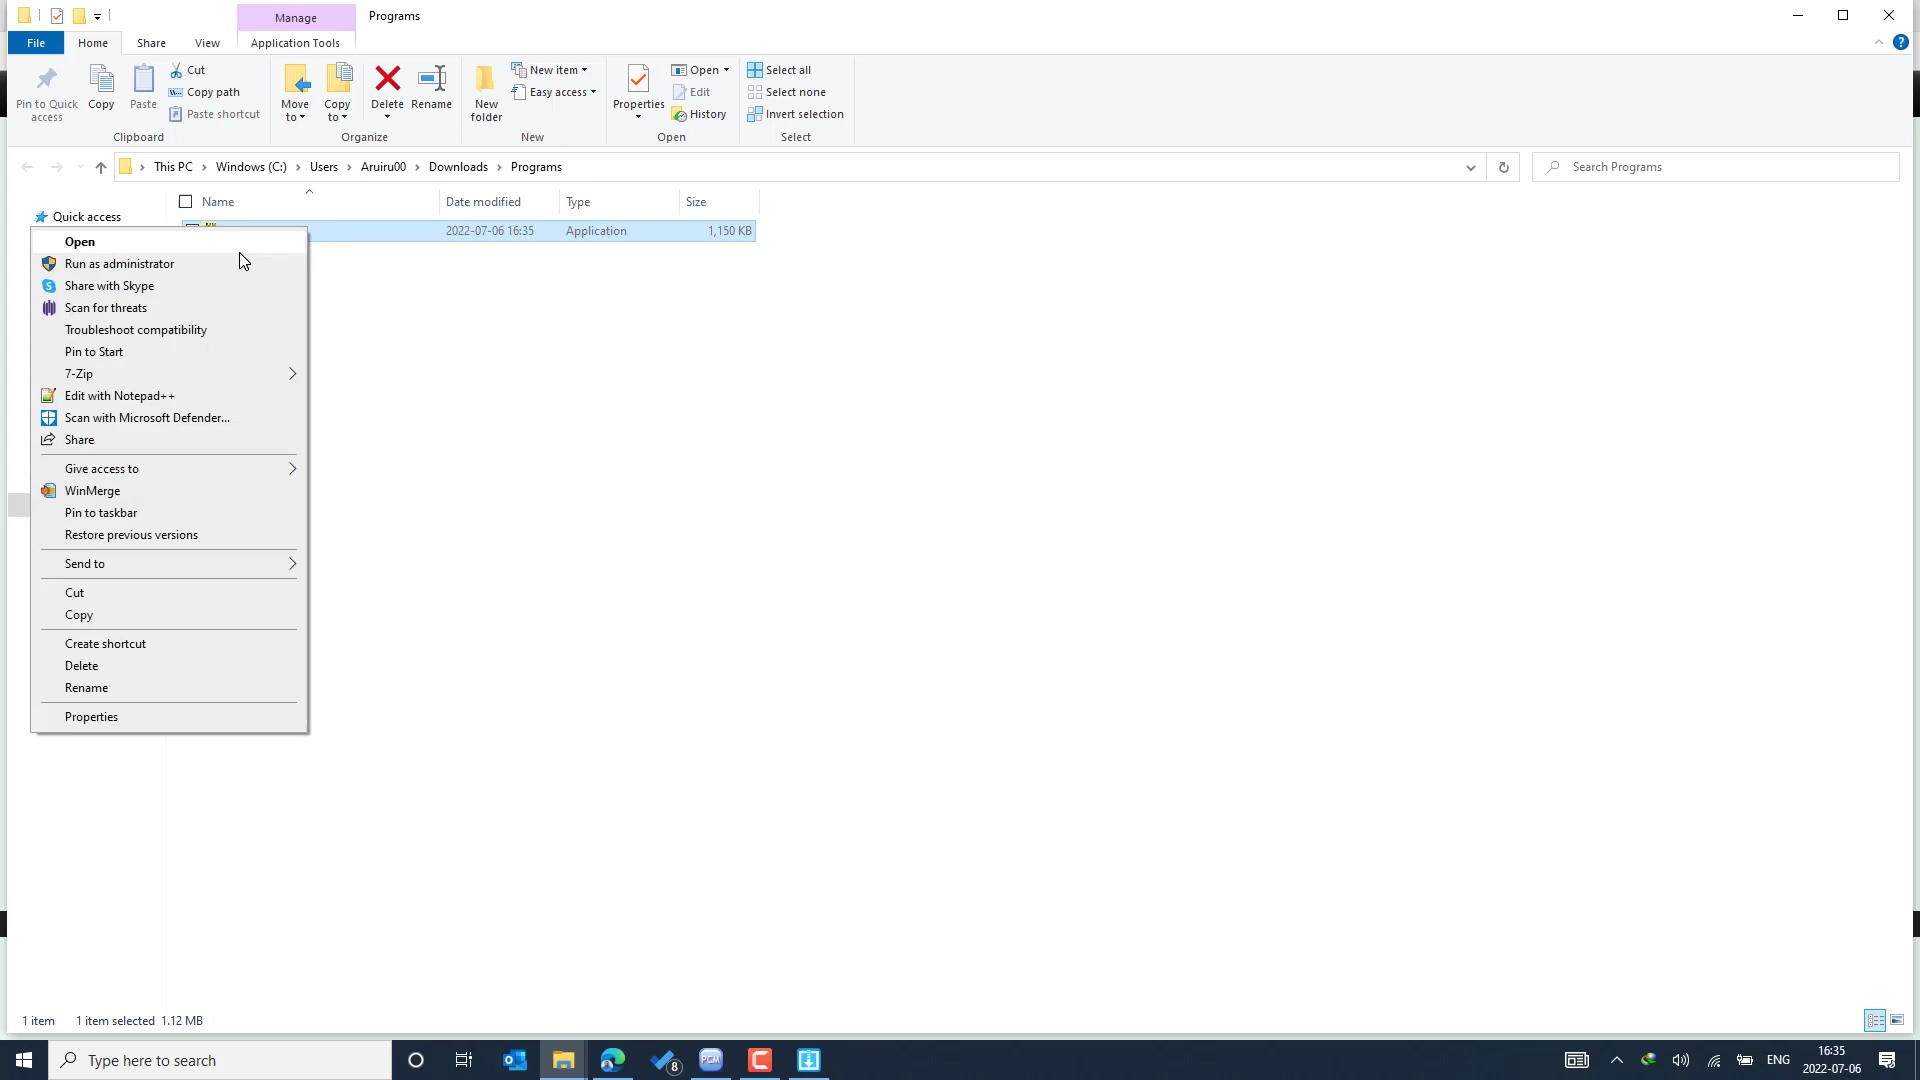 Manage
Programs
File
Home
Share
View
Application Tools
Pin to Quick access
Copy
Paste
Cut
Copy path
Paste shortcut
Clipboard
Move to
Copy to
Delete
Rename
Organize
New folder
New item
Easy access
New
Properties
Open
Edit
History
Open
Select all
Select none
Invert selection
Select
This PC
Windows (C:)
Users
Aruiru00
Downloads
Programs
Search Programs
Name
Date modified
Type
Size
Quick access
2022-07-06 16:35
Application
1,150 KB
Open
Run as administrator
Share with Skype
Scan for threats
Troubleshoot compatibility
Pin to Start
7-Zip
Edit with Notepad++
Scan with Microsoft Defender...
Share
Give access to
WinMerge
Pin to taskbar
Restore previous versions
Send to
Cut
Copy
Create shortcut
Delete
Rename
Properties
1 item
1 item selected 1.12 MB
Type here to search
8
PCM
ENG
16:35
2022-07-06